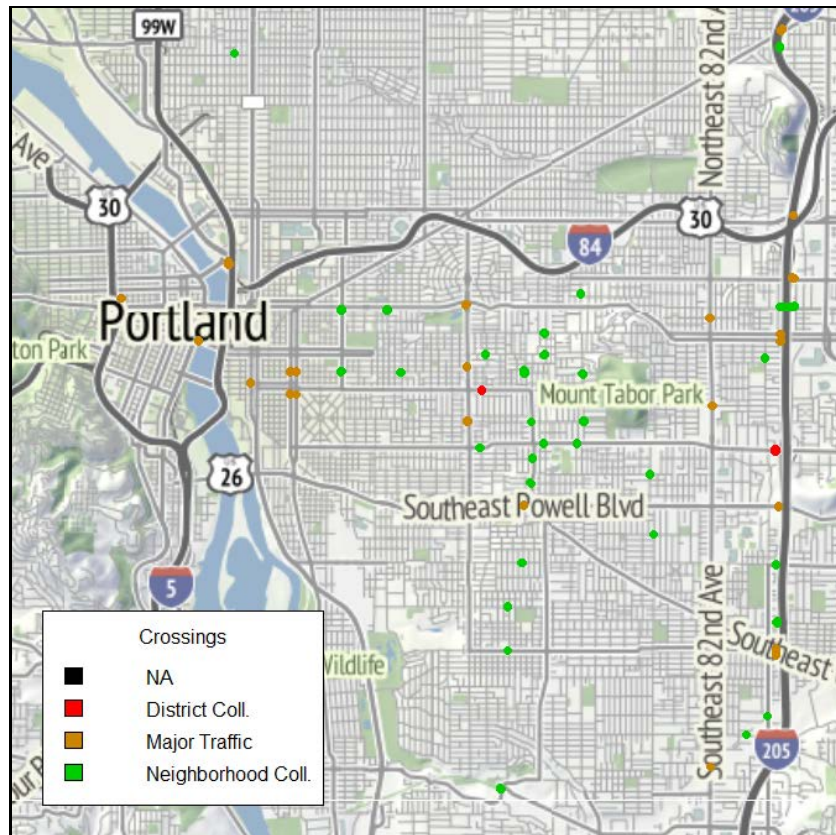 99W
205
Ave
30
Northeast 82nd A
30
84
Portland
ton Park
Mount Tabor Park
26
Southeast Powell Blvd
5
Southeast 82nd Ave
Southeast
Wildlife
205
Crossings
NA
District Coll.
Major Traffic
Neighborhood Coll.